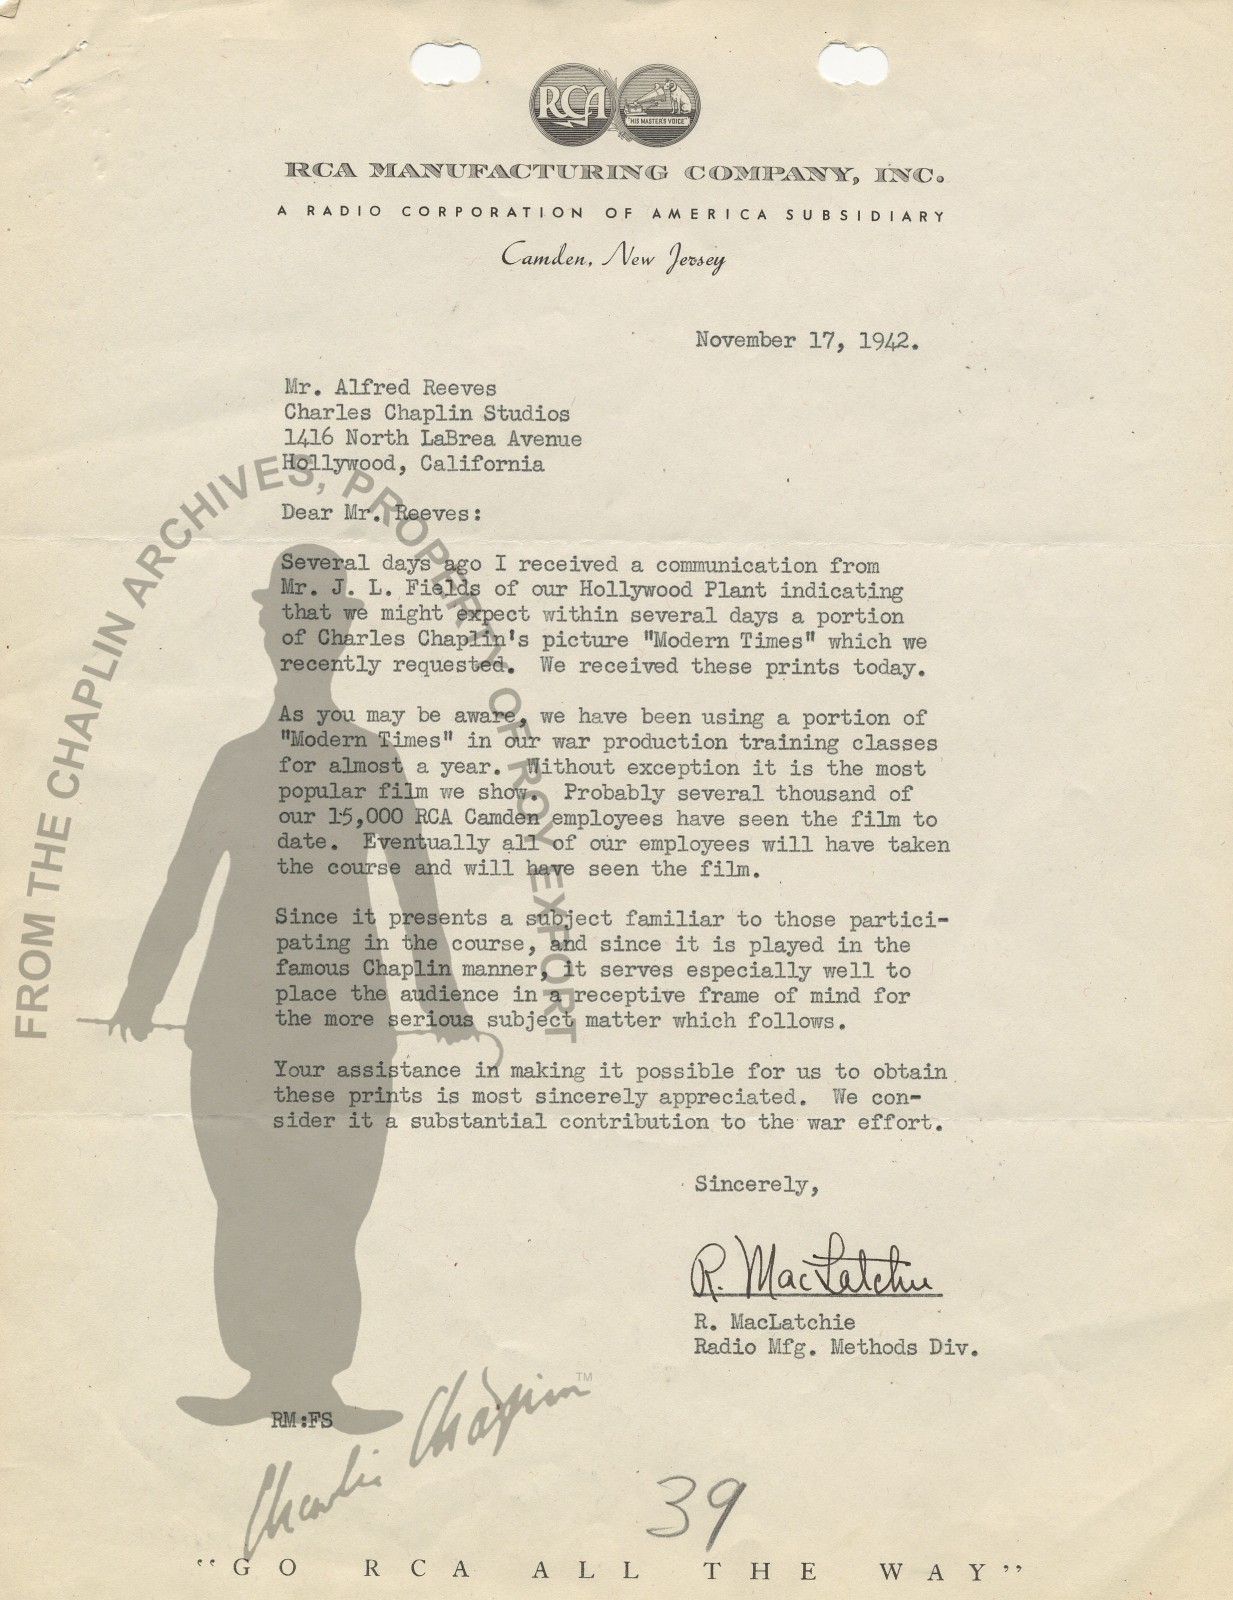 RCA
HIS MASTER'S VOICE
RCA MANUFACTURING COMPANY, INC.
A RADIO CORPORATION OF AMERICA SUBSIDIARY
Camden, New Jersey
November 17, 1942.
Mr. Alfred Reeves
Charles Chaplin Studios
1416 North LaBrea Avenue
Hollywood, California
Dear Mr. Reeves:
Several days ago I received a communication from
Mr. J. L. Fields of our Hollywood Plant indicating
that we might expect within several days a portion
of Charles Chaplin's picture "Modern Times" which we
recently requested. We received these prints today.
As you may be aware, we have been using a portion of
"Modern Times" in our war production training classes
for almost a year. Without exception it is the most
popular film we show. Probably several thousand of
our 15,000 RCA Camden employees have seen the film to
date. Eventually all of our employees will have taken
the course and will have seen the film.
Since it presents a subject familiar to those partici-
pating in the course, and since it is played in the
famous Chaplin manner, it serves especially well to
place the audience in a receptive frame of mind for
the more serious subject matter which follows.
Your assistance in making it possible for us to obtain
these prints is most sincerely appreciated. We con-
sider it a substantial contribution to the war effort.
Sincerely,
R. MacLatchie
R. MacLatchie
Radio Mfg. Methods Div.
RM:FS
39
"GO RCA ALL THE WAY"
FROM THE CHAPLIN ARCHIVES, PROPERTY OF ROY EXPORT
Charlie Chaplin TM